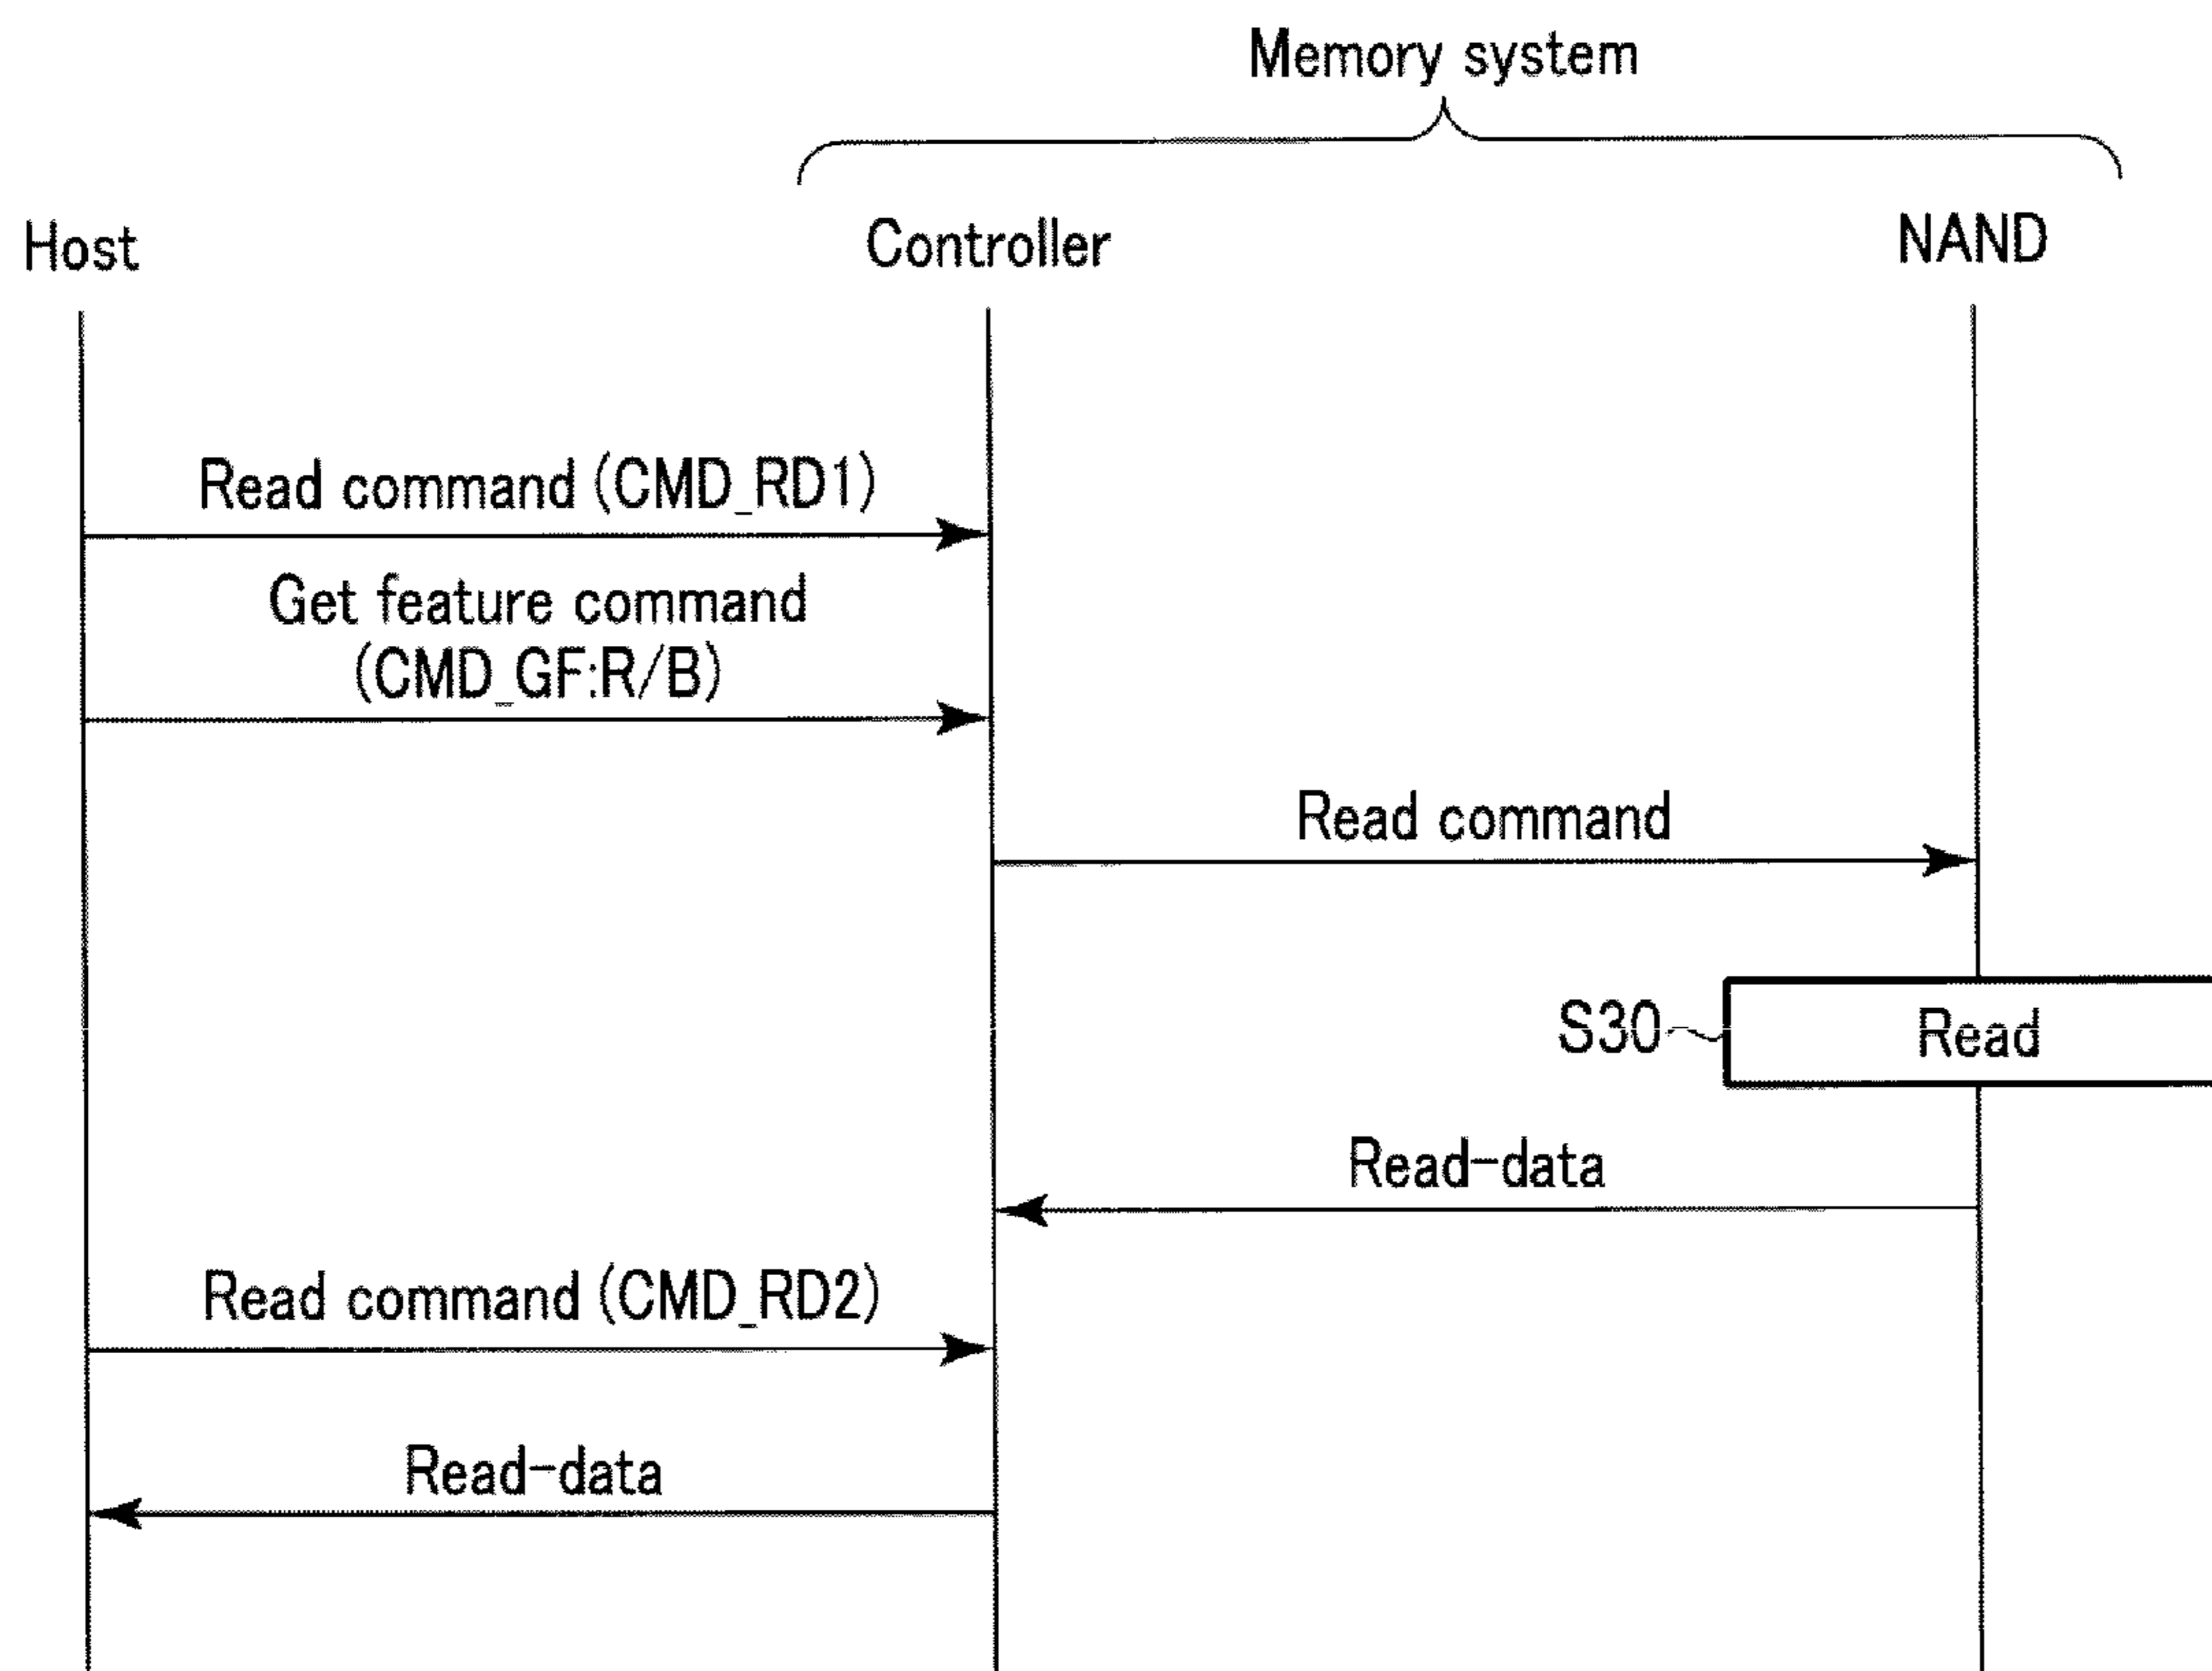 Memory system
Host
Controller
NAND
Read command (CMD_RD1)
Get feature command
(CMD_GF:R/B)
Read command
S30
Read
Read-data
Read command (CMD_RD2)
Read-data